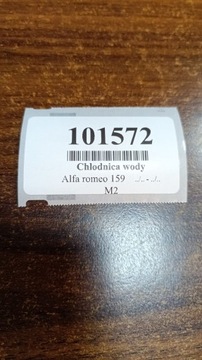 101572
Chłodnica wody
Alfa romeo 159 ../.. - ../..
M2